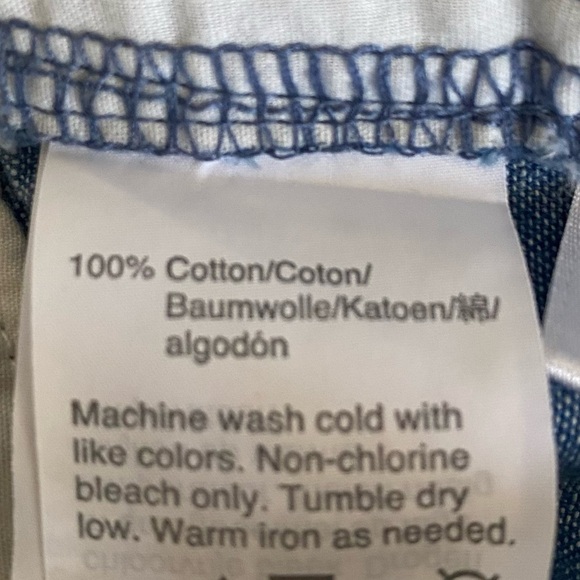 100% Cotton/Coton/
Baumwolle/Katoen/綿/
algodón
Machine wash cold with
like colors. Non-chlorine
bleach only. Tumble dry
low. Warm iron as needed.